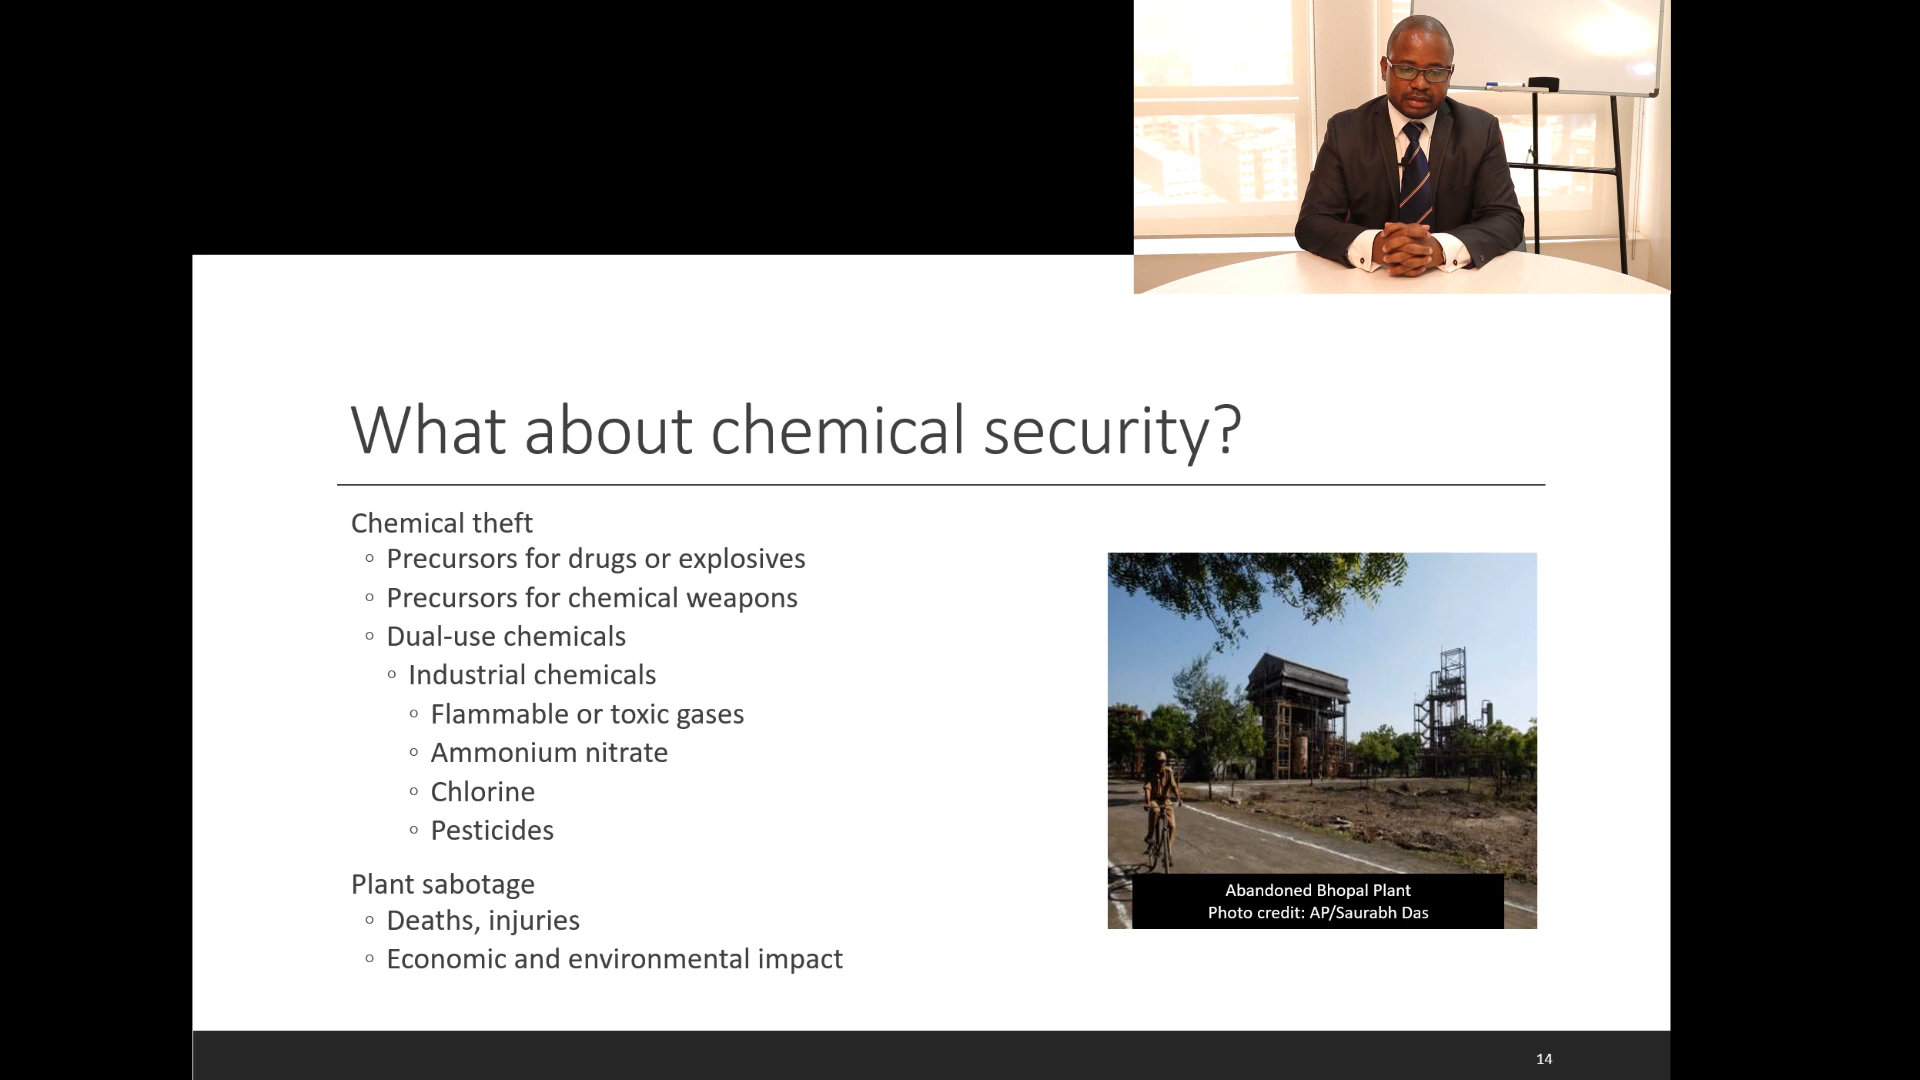 What about chemical security?
Chemical theft
◦ Precursors for drugs or explosives
◦ Precursors for chemical weapons
◦ Dual-use chemicals
◦ Industrial chemicals
◦ Flammable or toxic gases
◦ Ammonium nitrate
◦ Chlorine
◦ Pesticides
Plant sabotage
◦ Deaths, injuries
◦ Economic and environmental impact
Abandoned Bhopal Plant
Photo credit: AP/Saurabh Das
14